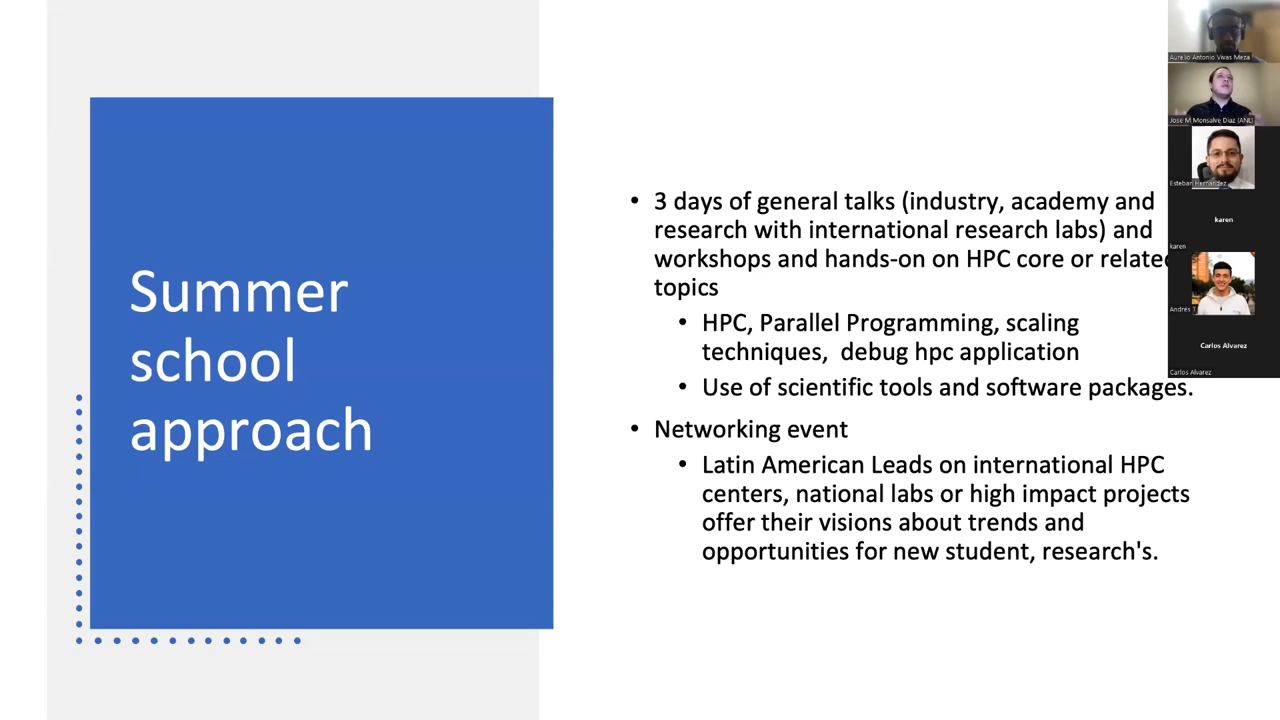 Summer
school
approach
• 3 days of general talks (industry, academy and
research with international research labs) and
workshops and hands-on on HPC core or relate
topics
• HPC, Parallel Programming, scaling
techniques,  debug hpc application
• Use of scientific tools and software packages.
• Networking event
• Latin American Leads on international HPC
centers, national labs or high impact projects
offer their visions about trends and
opportunities for new student, research's.
Aurelio Antonio Vivas Meza
Jose M Monsalve Diaz (ANL)
Esteban Hernandez
karen
karen
Andrés T
Carlos Alvarez
Carlos Alvarez